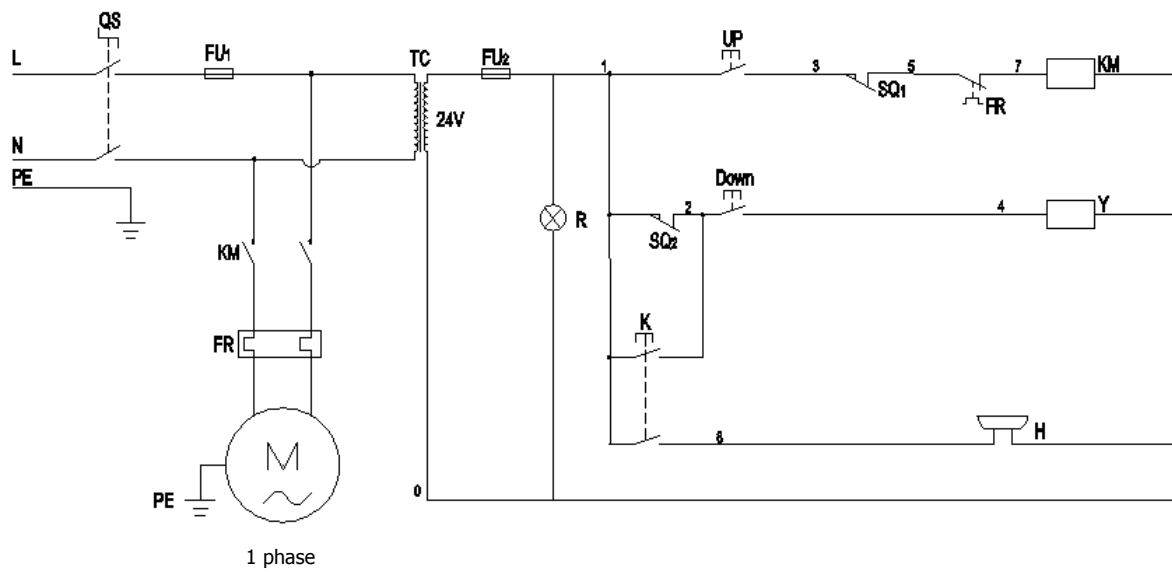 QS
L
FU1
TC
FU2
1
UP
3
5
7
KM
SQ1
FR
24V
N
PE
Down
2
4
Y
SQ2
R
KM
K
FR
6
H
M
0
PE
1 phase